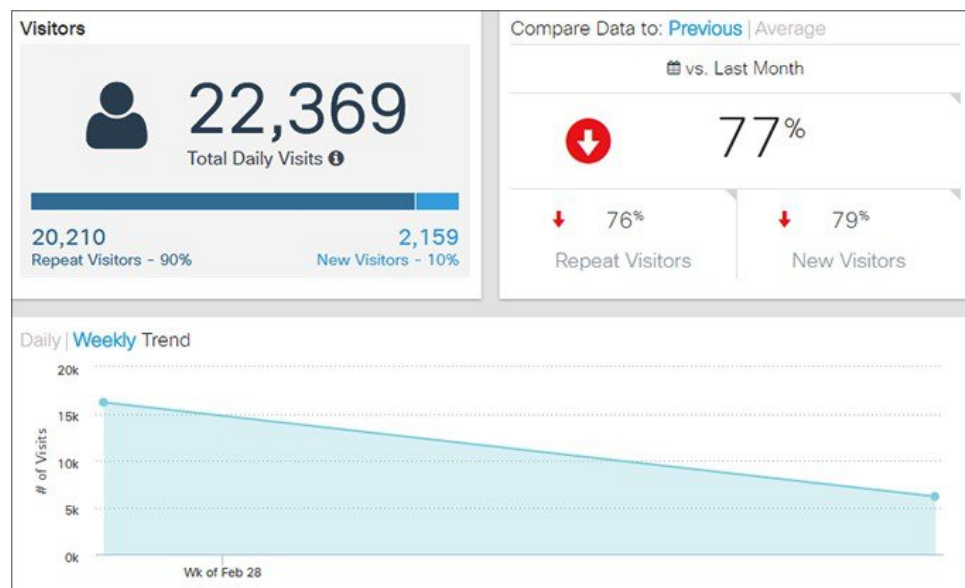 Visitors
22,369
Total Daily Visits
20,210
Repeat Visitors - 90%
2,159
New Visitors - 10%
Compare Data to: Previous | Average
vs. Last Month
77%
76%
Repeat Visitors
79%
New Visitors
Daily | Weekly Trend
20k
15k
10k
5k
0k
# of Visits
Wk of Feb 28